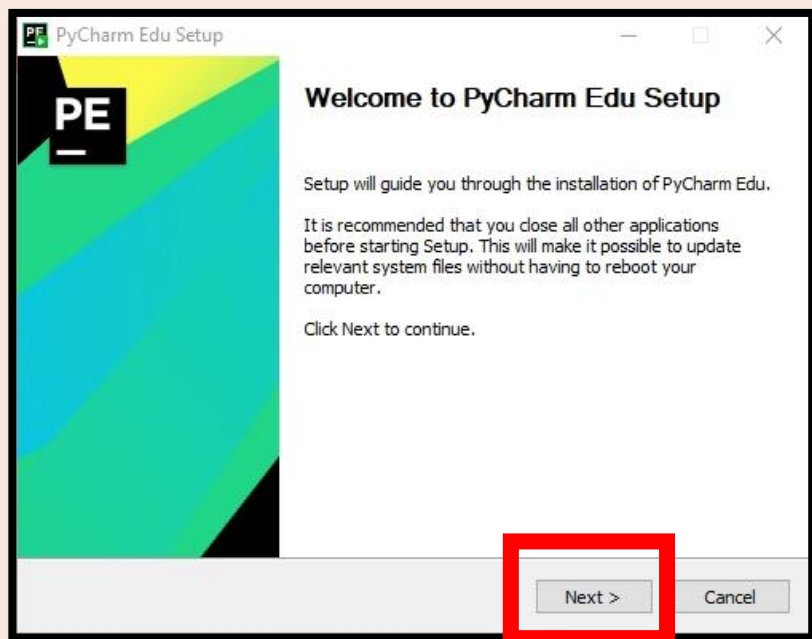 PE
PyCharm Edu Setup
PE
Welcome to PyCharm Edu Setup
Setup will guide you through the installation of PyCharm Edu.
It is recommended that you close all other applications
before starting Setup. This will make it possible to update
relevant system files without having to reboot your
computer.
Click Next to continue.
Next >
Cancel